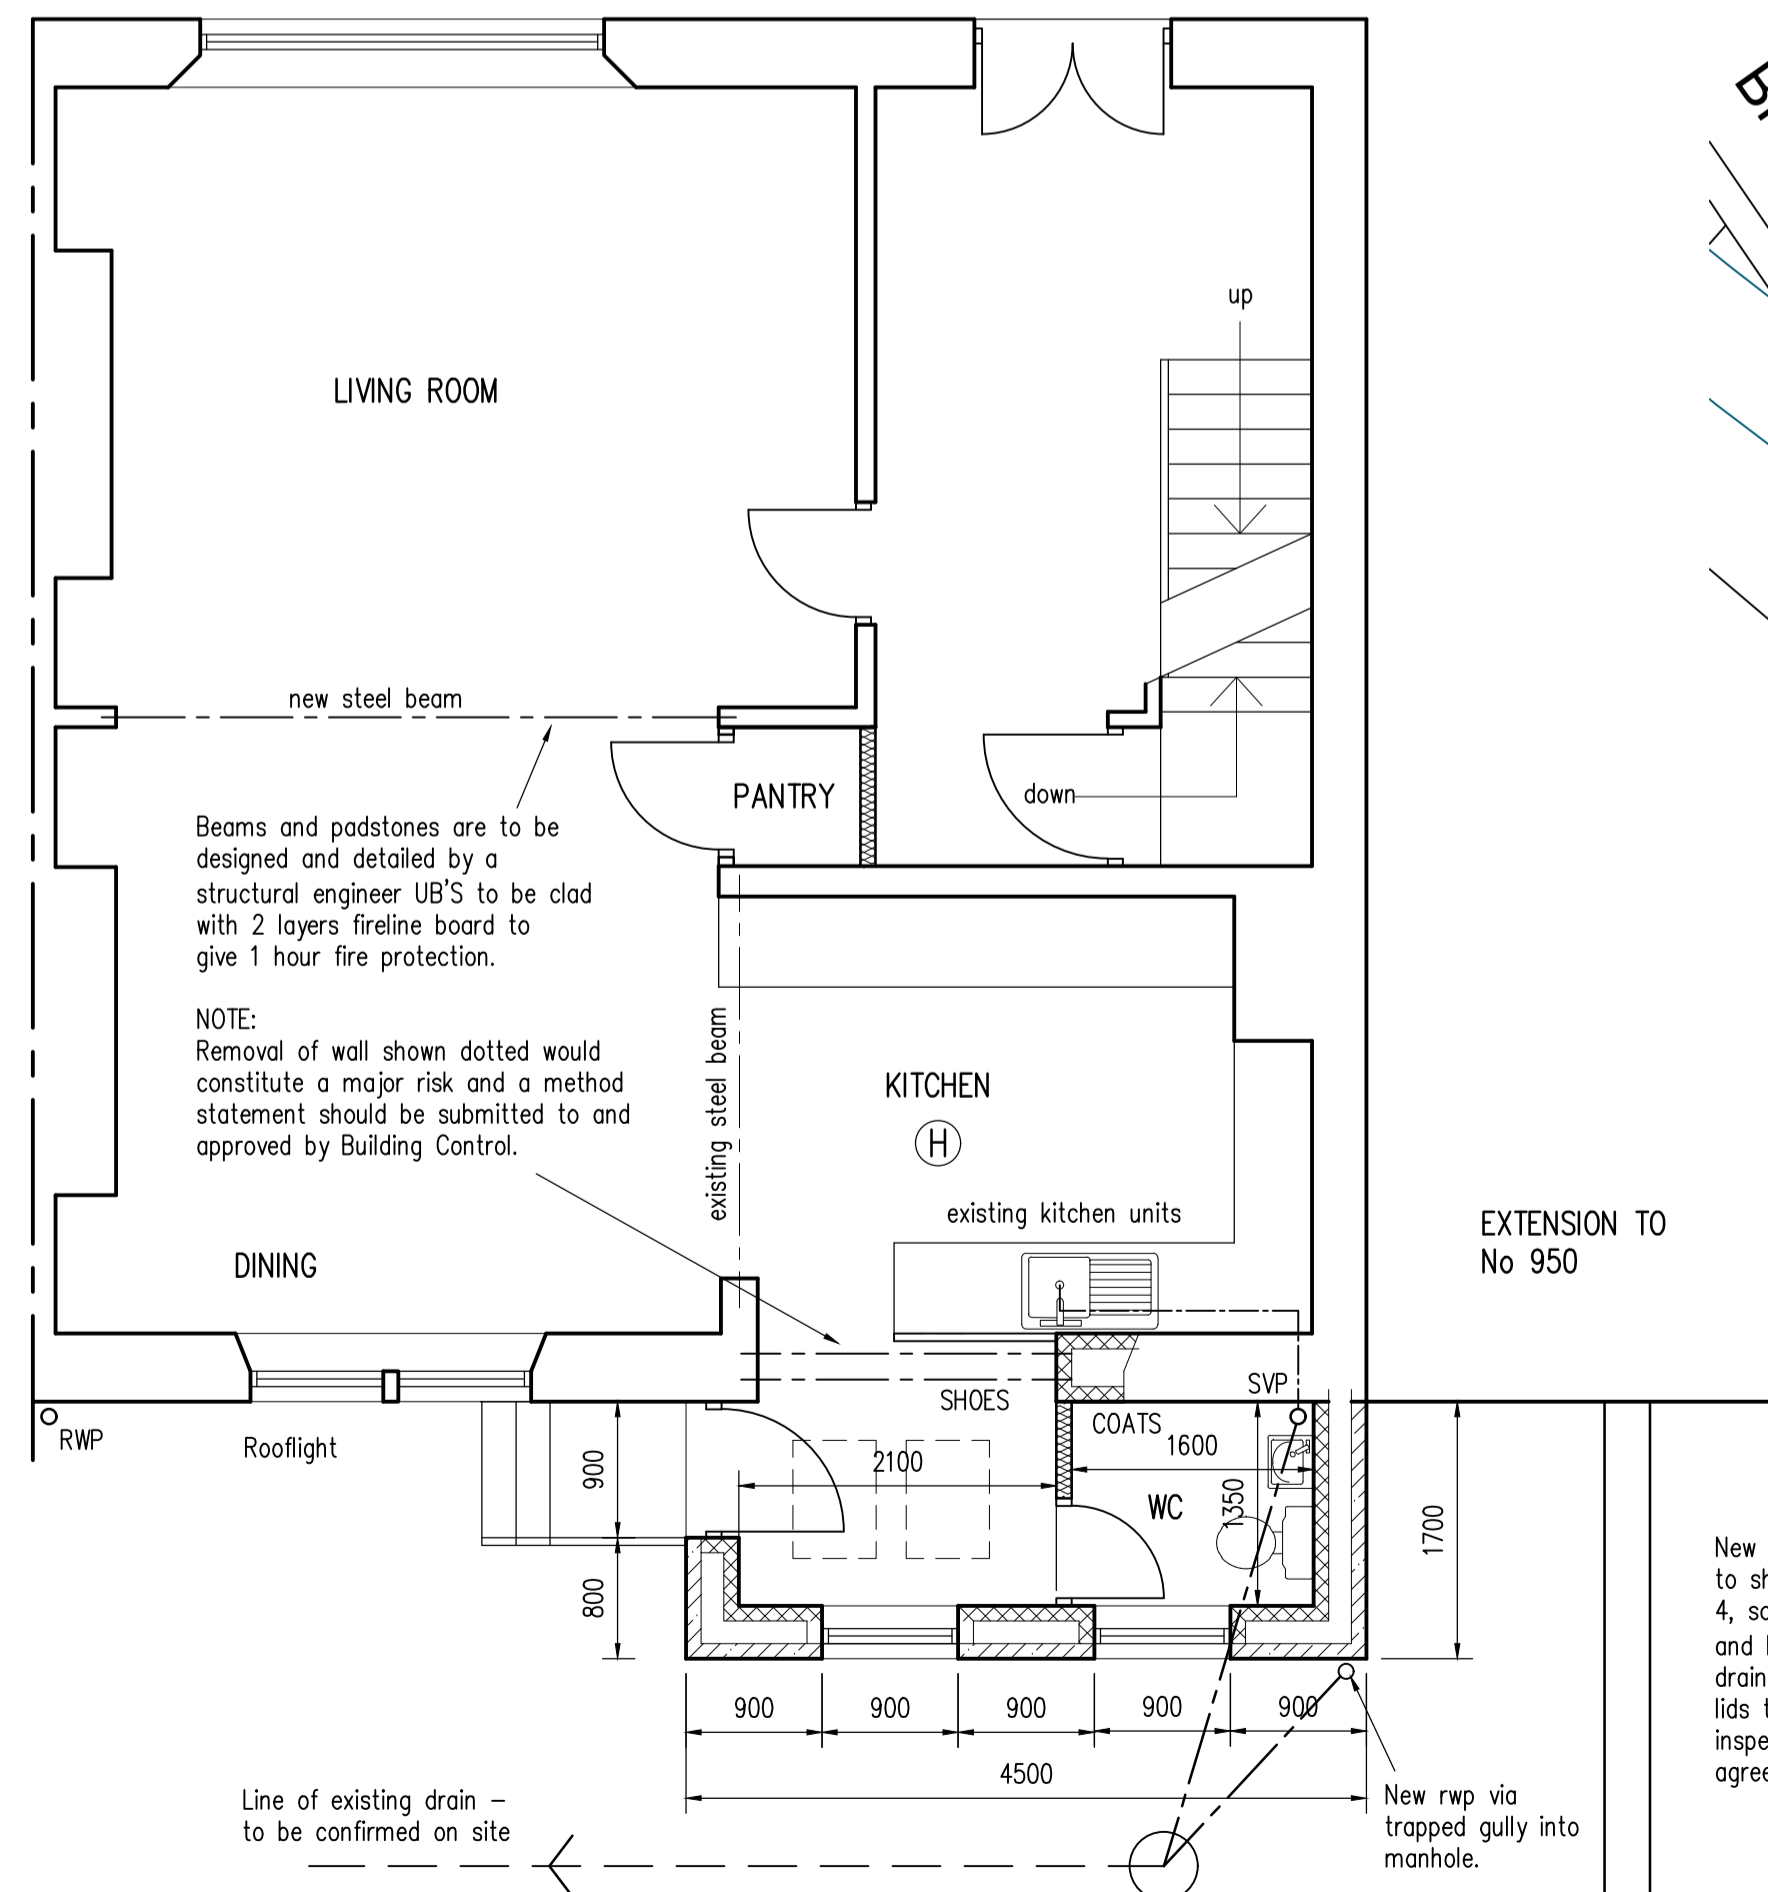 up
LIVING ROOM
new steel beam
PANTRY
down
Beams and padstones are to be
designed and detailed by a
structural engineer UB'S to be clad
with 2 layers fireline board to
give 1 hour fire protection.
NOTE:
Removal of wall shown dotted would
constitute a major risk and a method
statement should be submitted to and
approved by Building Control.
existing steel beam
KITCHEN
H
existing kitchen units
DINING
EXTENSION TO
No 950
SHOES
SVP
COATS
RWP
Rooflight
900
2100
1600
WC
1350
1700
800
900
900
900
900
900
4500
New rwp via
trapped gully into
manhole.
Line of existing drain –
to be confirmed on site
New
4,
and
drain
lids